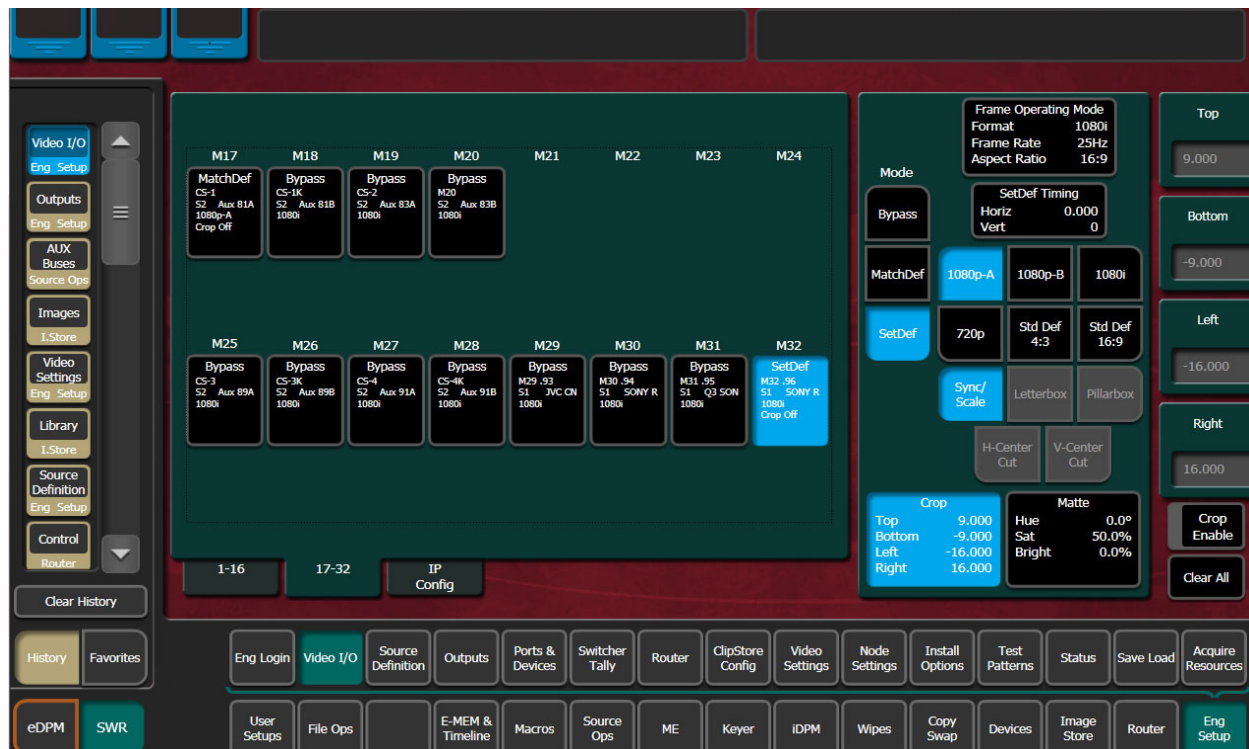 Video I/O
Eng Setup
Outputs
Eng Setup
AUX
Buses
Source Ops
Images
I.Store
Video
Settings
Eng Setup
Library
I.Store
Source
Definition
Eng Setup
Control
Router
Clear History
History
Favorites
eDPM
SWR
M17 M18 M19 M20 M21 M22 M23 M24
MatchDef
CS-1
S2 Aux 81A
1080p-A
Crop Off
Bypass
CS-1K
S2 Aux 81B
1080i
Bypass
CS-2
S2 Aux 83A
1080i
Bypass
M20
S2 Aux 83B
1080i
M25 M26 M27 M28 M29 M30 M31 M32
Bypass
CS-3
S2 Aux 89A
1080i
Bypass
CS-3K
S2 Aux 89B
1080i
Bypass
CS-4
S2 Aux 91A
1080i
Bypass
CS-4K
S2 Aux 91B
1080i
Bypass
M29 .93
S1 JVC CN
1080i
Bypass
M30 .94
S1 SONY R
1080i
Bypass
M31 .95
S1 Q3 SON
1080i
SetDef
M32 .96
S1 SONY R
1080i
Crop Off
1-16
17-32
IP
Config
Frame Operating Mode
Format 1080i
Frame Rate 25Hz
Aspect Ratio 16:9
Mode
SetDef Timing
Horiz 0.000
Vert 0
Bypass
MatchDef
1080p-A
1080p-B
1080i
SetDef
720p
Std Def
4:3
Std Def
16:9
Sync/
Scale
Letterbox
Pillarbox
H-Center
Cut
V-Center
Cut
Crop
Top 9.000
Bottom -9.000
Left -16.000
Right 16.000
Matte
Hue 0.0°
Sat 50.0%
Bright 0.0%
Top
9.000
Bottom
-9.000
Left
-16.000
Right
16.000
Crop
Enable
Clear All
Eng Login
Video I/O
Source
Definition
Outputs
Ports &
Devices
Switcher
Tally
Router
ClipStore
Config
Video
Settings
Node
Settings
Install
Options
Test
Patterns
Status
Save Load
Acquire
Resources
User
Setups
File Ops
E-MEM &
Timeline
Macros
Source
Ops
ME
Keyer
iDPM
Wipes
Copy
Swap
Devices
Image
Store
Router
Eng
Setup